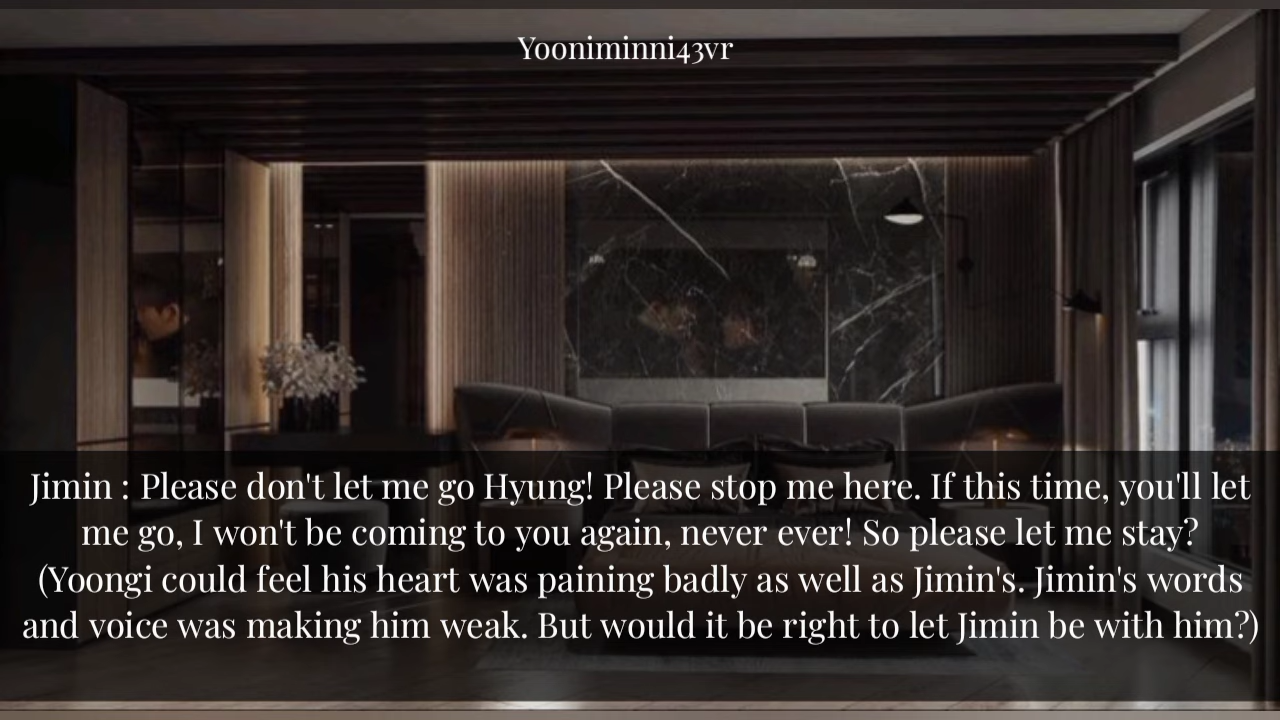 Yooniminni43vr
Jimin : Please don't let me go Hyung! Please stop me here. If this time, you'll let
me go, I won't be coming to you again, never ever! So please let me stay?
(Yoongi could feel his heart was paining badly as well as Jimin's. Jimin's words
and voice was making him weak. But would it be right to let Jimin be with him?)